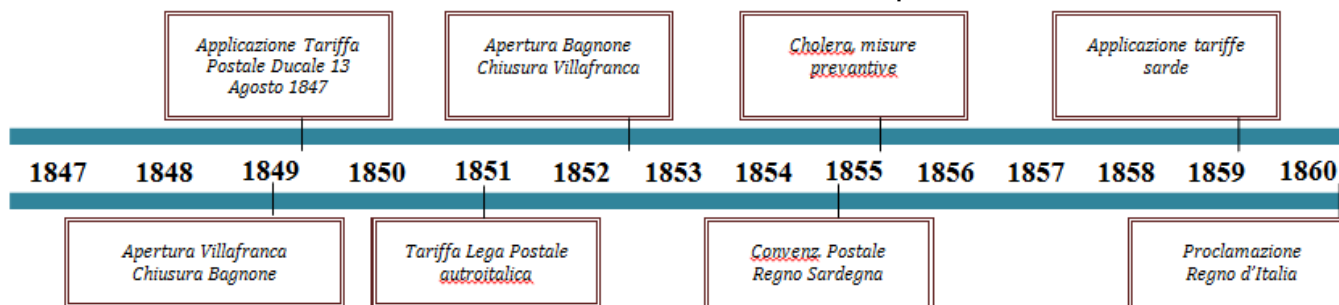 Applicazione Tariffa
Postale Ducale 13
Agosto 1847
Apertura Bagnone
Chiusura Villafranca
Cholera, misure
prevantive
Applicazione tariffe
sarde
1847 1848 1849 1850 1851 1852 1853 1854 1855 1856 1857 1858 1859 1860
Apertura Villafranca
Chiusura Bagnone
Tariffa Lega Postale
autroitalica
Convenz. Postale
Regno Sardegna
Proclamazione
Regno d'Italia